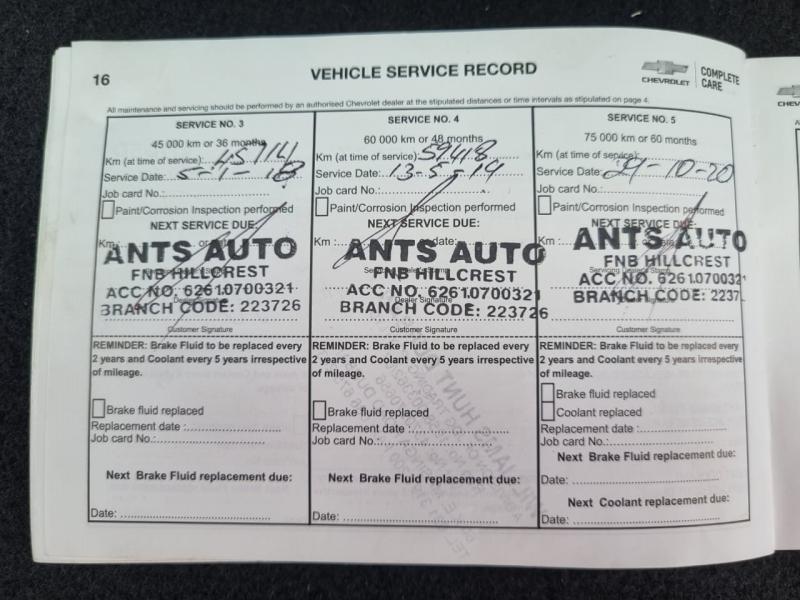 16
VEHICLE SERVICE RECORD
CHEVROLET
COMPLETE
CARE
All maintenance and servicing should be performed by an authorised Chevrolet dealer at the stipulated distances or time intervals as stipulated on page 4.
SERVICE NO. 3
45 000 km or 36 months
Km (at time of service): 45114
Service Date: 5-1-18
Job card No.:
Paint/Corrosion Inspection performed
NEXT SERVICE DUE:
Km :
ANTS AUTO
FNB HILLCREST
ACC NO. 62610700321
BRANCH CODE: 223726
Customer Signature
REMINDER: Brake Fluid to be replaced every
2 years and Coolant every 5 years irrespective
of mileage.
Brake fluid replaced
Replacement date :
Job card No.:
Next Brake Fluid replacement due:
Date:
SERVICE NO. 4
60 000 km or 48 months
Km (at time of service): 59418
Service Date: 13-5-19
Job card No.:
Paint/Corrosion Inspection performed
NEXT SERVICE DUE:
Km : or date:
ANTS AUTO
FNB HILLCREST
ACC NO. 62610700321
Dealer Signature
BRANCH CODE: 223726
Customer Signature
REMINDER: Brake Fluid to be replaced every
2 years and Coolant every 5 years irrespective
of mileage.
Brake fluid replaced
Replacement date :
Job card No.:
Next Brake Fluid replacement due:
Date:
SERVICE NO. 5
75 000 km or 60 months
Km (at time of service):
Service Date: 21-10-20
Job card No.:
Paint/Corrosion Inspection performed
NEXT SERVICE DUE:
Km :
ANTS AUTO
FNB HILLCREST
ACC NO. 6261070032
BRANCH CODE: 2237
Customer Signature
REMINDER: Brake Fluid to be replaced every
2 years and Coolant every 5 years irrespective
of mileage.
Brake fluid replaced
Coolant replaced
Replacement date :
Job card No.:
Next Brake Fluid replacement due:
Next Coolant replacement due:
Date: